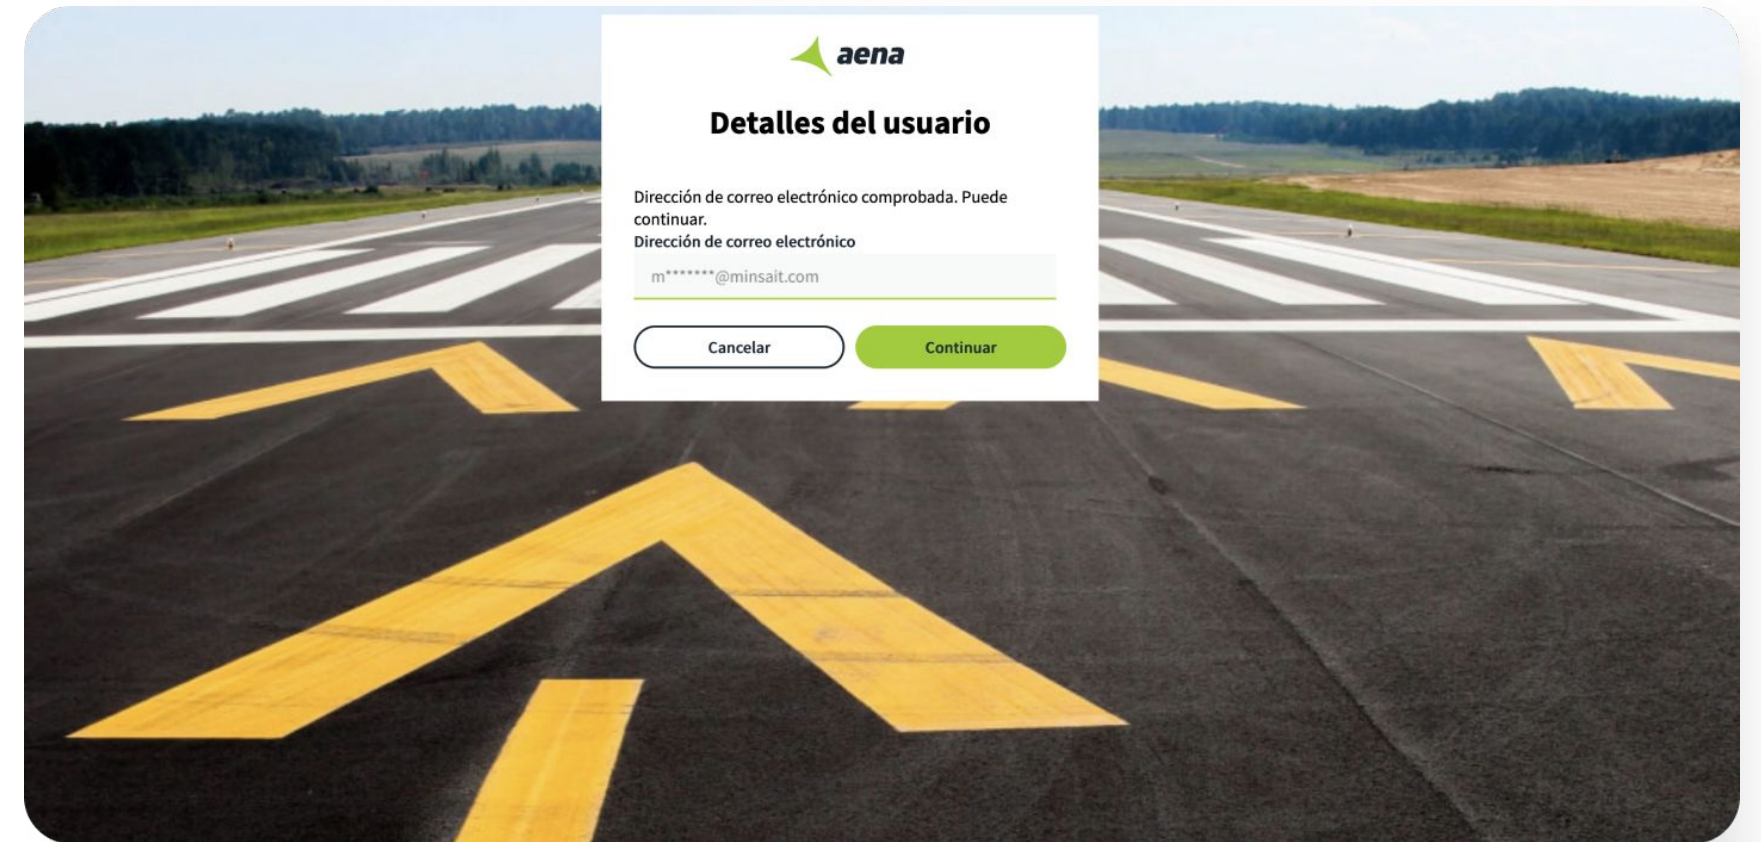 aena
Detalles del usuario
Dirección de correo electrónico comprobada. Puede
continuar.
Dirección de correo electrónico
m*******@minsait.com
Cancelar
Continuar